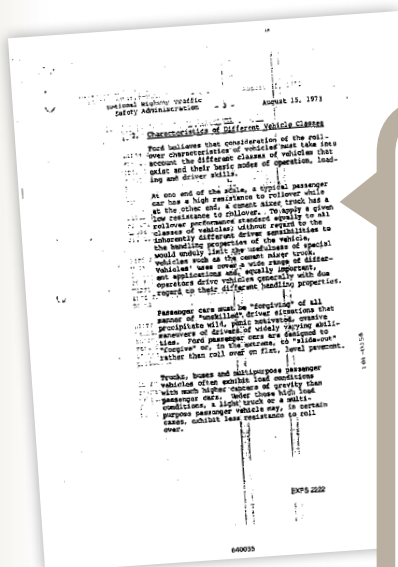 National Highway Traffic
Safety Administration - 3 - August 15, 1973
Characteristics of Different Vehicle Classes
Ford believes that consideration of the roll-
over characteristics of vehicles must take into
account the different classes of vehicles that
exist and their basic modes of operation, load-
ing and driver skills.
At one end of the scale, a typical passenger
car has a high resistance to rollover while
at the other end, a cement mixer truck has a
low resistance to rollover. To apply a given
rollover performance standard equally to all
classes of vehicles, without regard to the
inherently different driver sensibilities to
the handling properties of the vehicle,
would unduly limit the usefulness of special
vehicles such as the cement mixer truck.
Vehicles' uses cover a wide range of differ-
ent applications and, equally important,
operators drive vehicles generally with due
regard to their different handling properties.
Passenger cars must be "forgiving" of all
manner of "unskilled" driver situations that
precipitate wild, panic motivated, evasive
maneuvers of drivers of widely varying abili-
ties. Ford passenger cars are designed to
"forgive" or, in the extreme, to "slide-out"
rather than roll over on flat, level pavement.
Trucks, buses and multipurpose passenger
vehicles often exhibit load conditions
with much higher centers of gravity than
passenger cars. Under those high load
conditions, a light truck or a multi-
purpose passenger vehicle may, in certain
cases, exhibit less resistance to roll
over.
EXP5 2222
640035